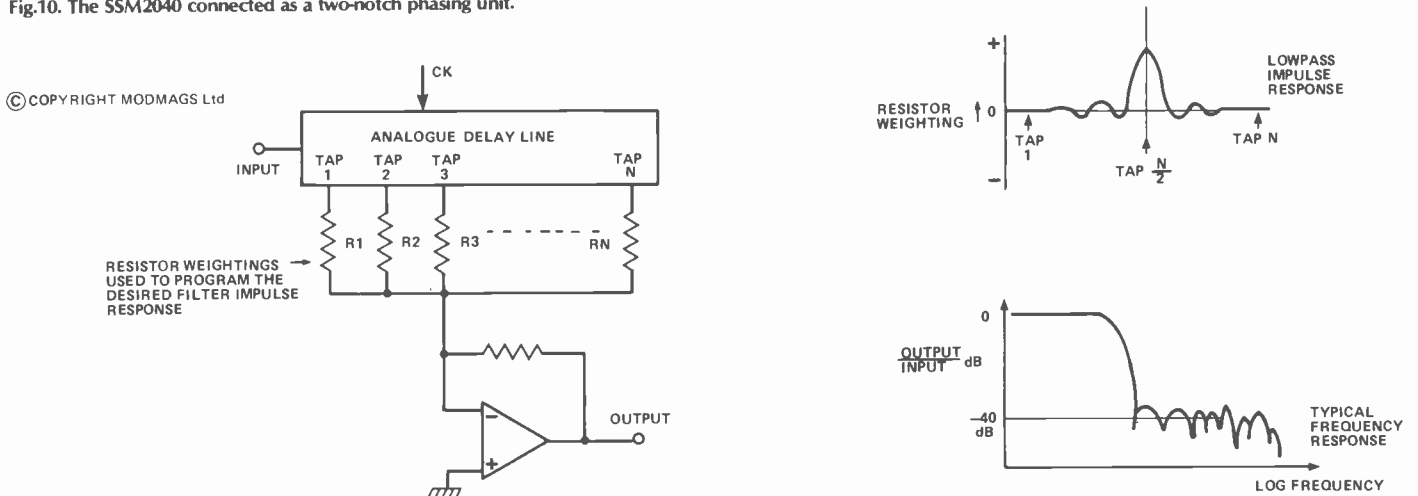 Fig.10. The SSM2040 connected as a two-notch phasing unit.
© COPYRIGHT MODMAGS Ltd
CK
ANALOGUE DELAY LINE
INPUT
TAP
1
TAP
2
TAP
3
TAP
N
R1
R2
R3
RN
RESISTOR WEIGHTINGS
USED TO PROGRAM THE
DESIRED FILTER IMPULSE
RESPONSE
−
+
OUTPUT
+
RESISTOR
WEIGHTING
0
−
TAP
1
TAP N/2
TAP N
LOWPASS
IMPULSE
RESPONSE
0
OUTPUT
INPUT dB
−40
dB
TYPICAL
FREQUENCY
RESPONSE
LOG FREQUENCY